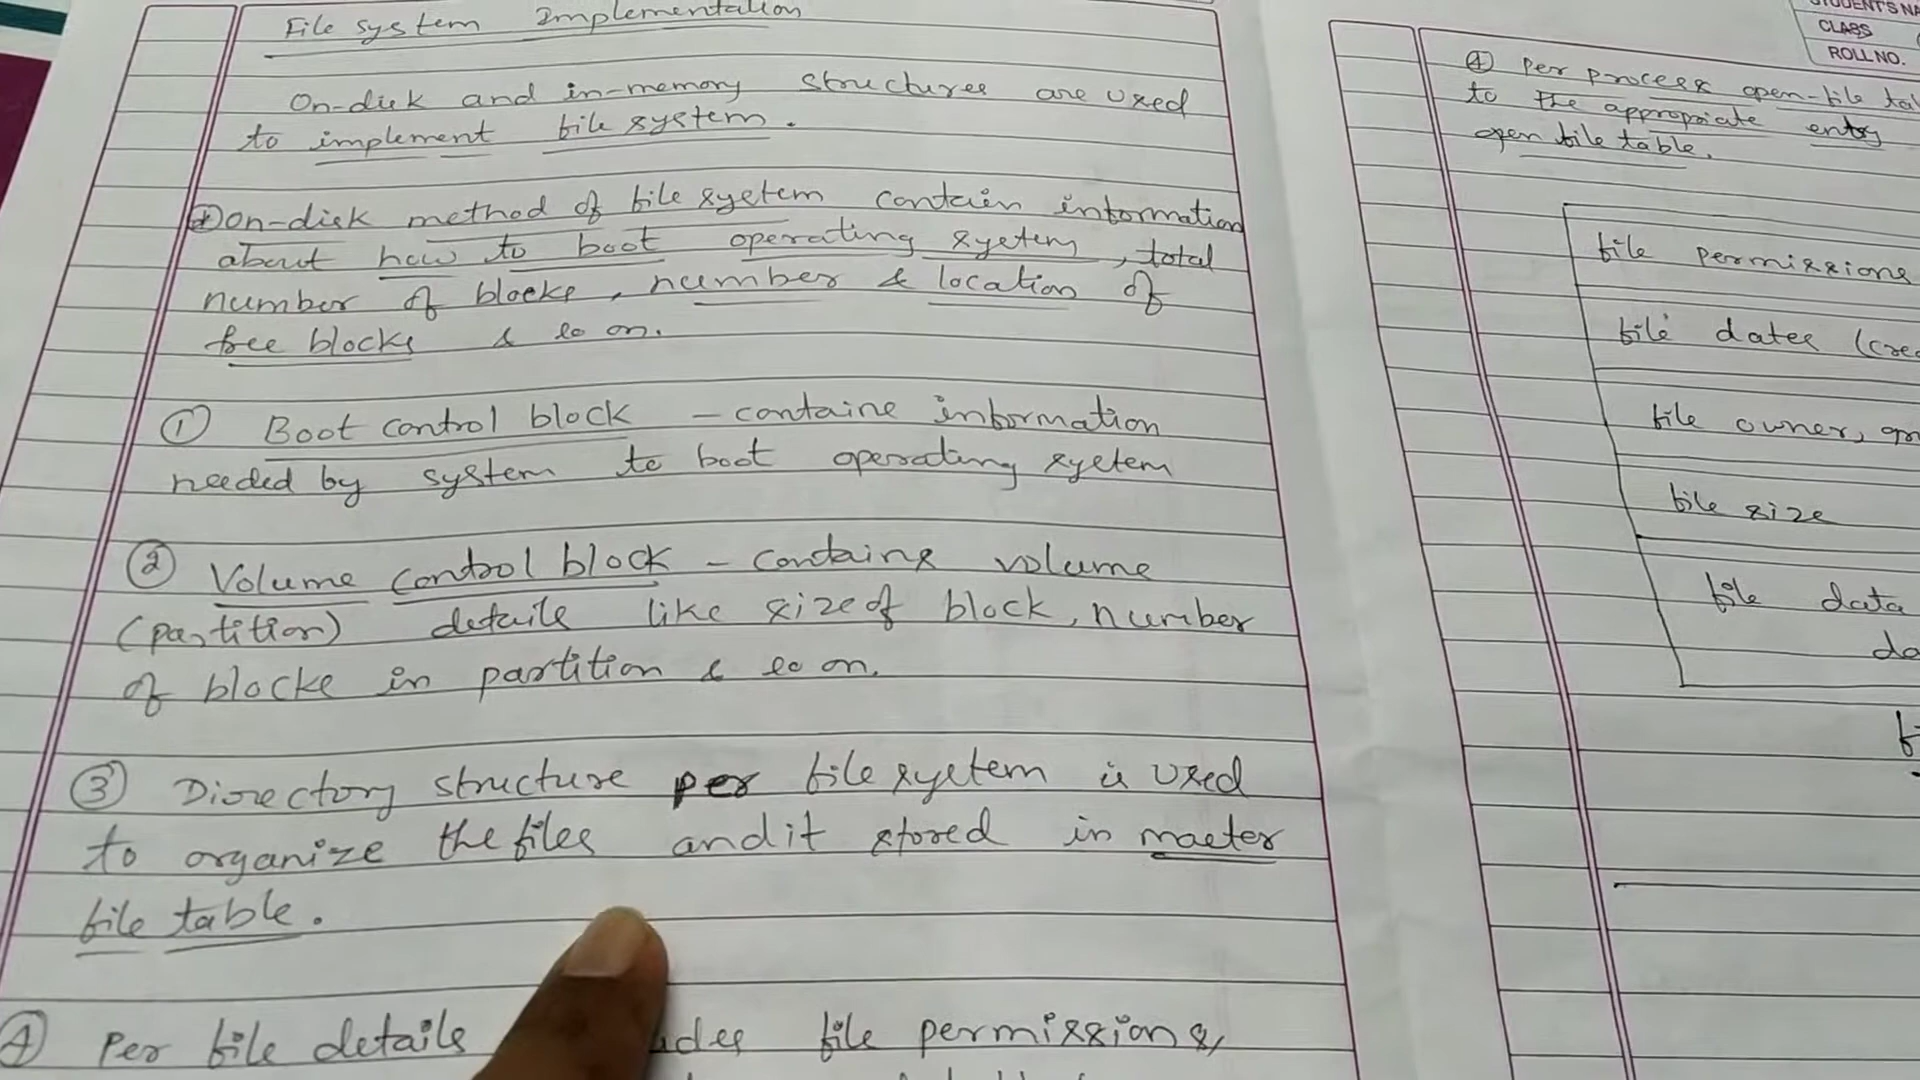 File system Implementation
On-disk and in-memory structures are used
to implement file system.
on-disk method of file system contain information
about how to boot operating system, total
number of blocks, number & location of
free blocks & so on.
① Boot control block - contains information
needed by system to boot operating system
② Volume control block - contains volume
(partition) details like size of block, number
of blocks in partition & so on.
③ Directory structure per file system is used
to organize the files and it stored in master
file table.
④ Per file details file permissions,
STUDENT'S NA
CLASS
ROLL NO.
④ Per process open-file
to the appropriate entry
open file table.
file permissions
file dates (cre
file owner, gr
file size
file data